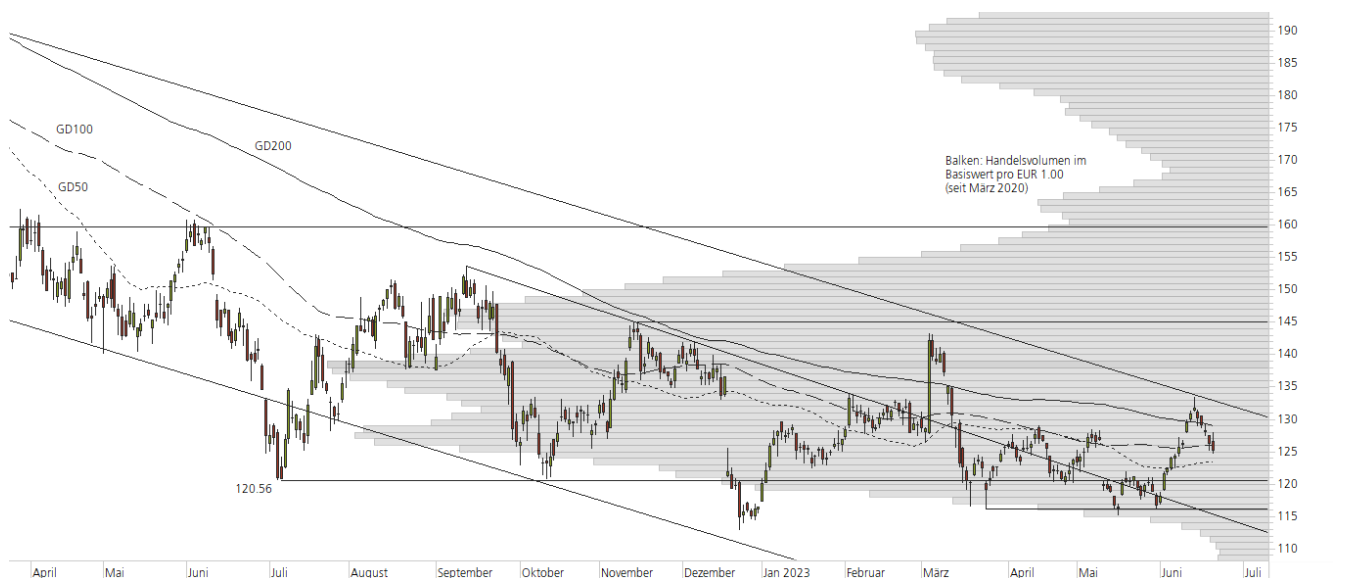 190
185
180
175
170
165
160
155
150
145
140
135
130
125
120
115
110
GD100
GD200
GD50
Balken: Handelsvolumen im
Basiswert pro EUR 1.00
(seit März 2020)
120.56
April Mai Juni Juli August September Oktober November Dezember Jan 2023 Februar März April Mai Juni Juli